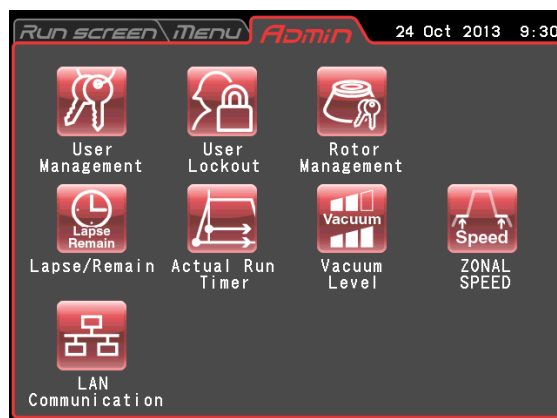 Run screen Menu Admin 24 Oct 2013 9:30
User Management
User Lockout
Rotor Management
Lapse Remain
Vacuum
Speed
Lapse/Remain
Actual Run Timer
Vacuum Level
ZONAL SPEED
LAN Communication